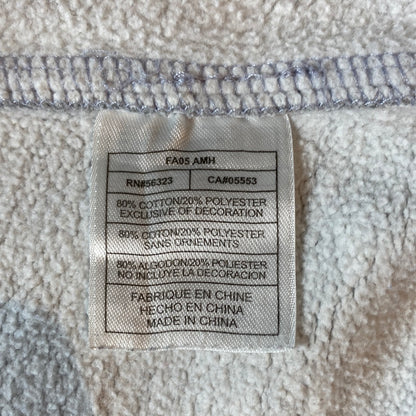 FA05 AMH
RN#56323 CA#05553
80% COTTON/20% POLYESTER
EXCLUSIVE OF DECORATION
80% COTTON/20% POLYESTER
SANS ORNEMENTS
80% ALGODON/20% POLIESTER
NO INCLUYE LA DECORACION
FABRIQUE EN CHINE
HECHO EN CHINA
MADE IN CHINA